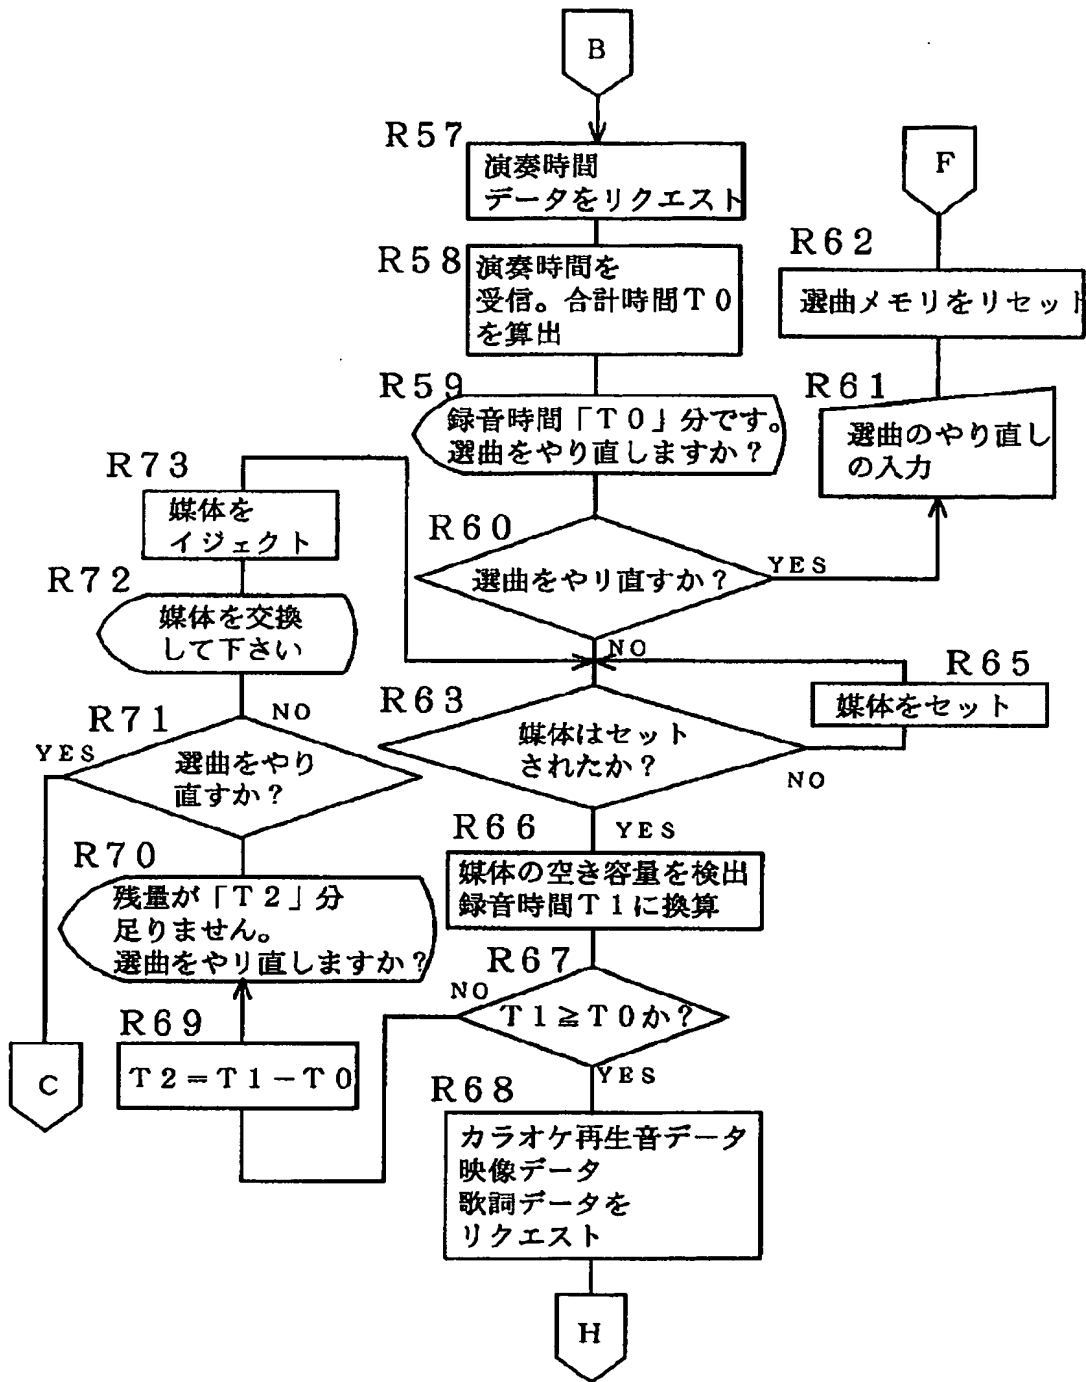 B
R57
演奏時間
データをリクエスト
F
R62
選曲メモリをリセット
R58
演奏時間を
受信。合計時間T0
を算出
R61
選曲のやり直し
の入力
R59
録音時間「T0」分です。
選曲をやり直しますか?
R73
媒体を
イジェクト
R60
選曲をやり直すか?
YES
NO
R72
媒体を交換
して下さい
R65
媒体をセット
R63
媒体はセット
されたか?
NO
YES
R71
NO
YES
選曲をやり
直すか?
R66
媒体の空き容量を検出
録音時間T1に換算
R70
残量が「T2」分
足りません。
選曲をやり直しますか?
R67
NO
T1≧T0か?
YES
R69
T2=T1-T0
C
R68
カラオケ再生音データ
映像データ
歌詞データを
リクエスト
H